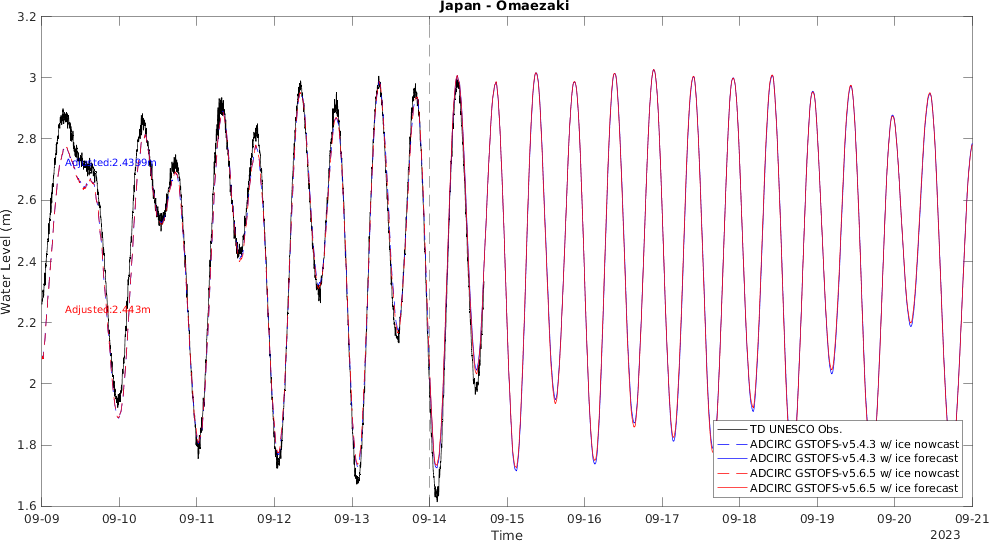 Japan - Omaezaki
3.2
3
2.8
2.6
2.4
2.2
2
1.8
1.6
Water Level (m)
Adjusted:2.4399m
Adjusted:2.443m
TD UNESCO Obs.
ADCIRC GSTOFS-v5.4.3 w/ ice nowcast
ADCIRC GSTOFS-v5.4.3 w/ ice forecast
ADCIRC GSTOFS-v5.6.5 w/ ice nowcast
ADCIRC GSTOFS-v5.6.5 w/ ice forecast
09-09 09-10 09-11 09-12 09-13 09-14 09-15 09-16 09-17 09-18 09-19 09-20 09-21
Time
2023